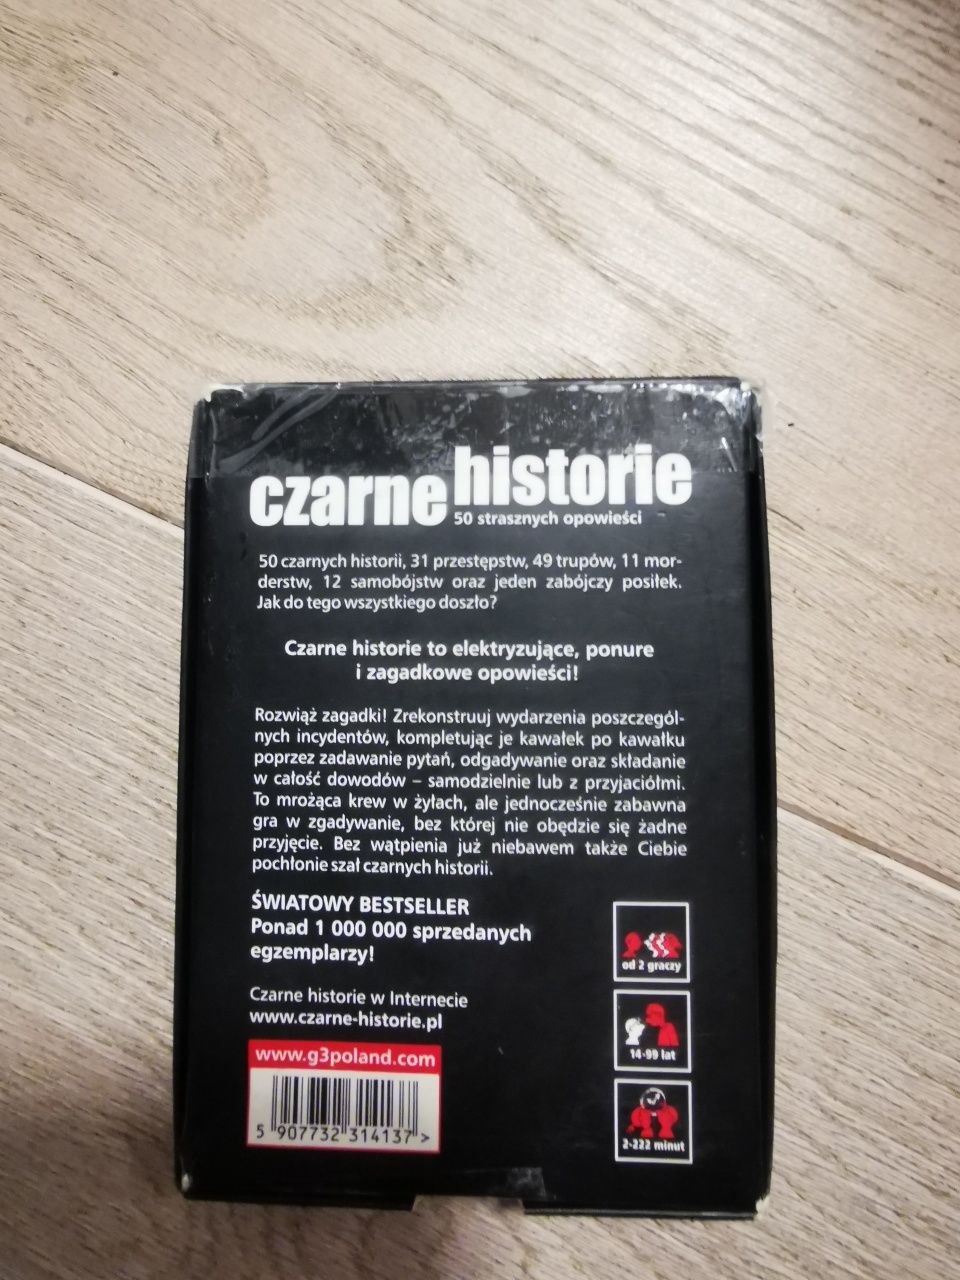 czarne historie
50 strasznych opowieści
50 czarnych historii, 31 przestępstw, 49 trupów, 11 mor-
derstw, 12 samobójstw oraz jeden zabójczy posiłek.
Jak do tego wszystkiego doszło?
Czarne historie to elektryzujące, ponure
i zagadkowe opowieści!
Rozwiąż zagadki! Zrekonstruuj wydarzenia poszczegól-
nych incydentów, kompletując je kawałek po kawałku
poprzez zadawanie pytań, odgadywanie oraz składanie
w całość dowodów – samodzielnie lub z przyjaciółmi.
To mrożąca krew w żyłach, ale jednocześnie zabawna
gra w zgadywanie, bez której nie obędzie się żadne
przyjęcie. Bez wątpienia już niebawem także Ciebie
pochłonie szał czarnych historii.
ŚWIATOWY BESTSELLER
Ponad 1 000 000 sprzedanych
egzemplarzy!
Czarne historie w Internecie
www.czarne-historie.pl
www.g3poland.com
5 907732 314137 >
od 2 graczy
14-99 lat
2-222 minut